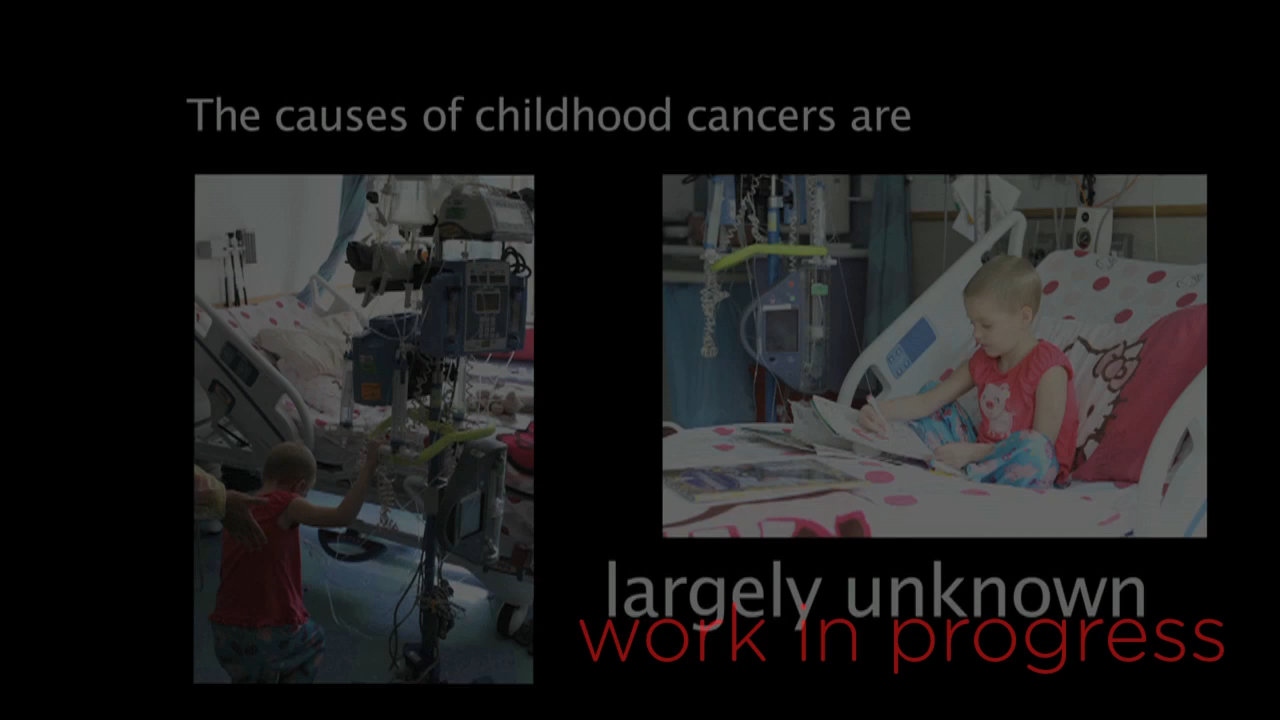 The causes of childhood cancers are
largely unknown
work in progress